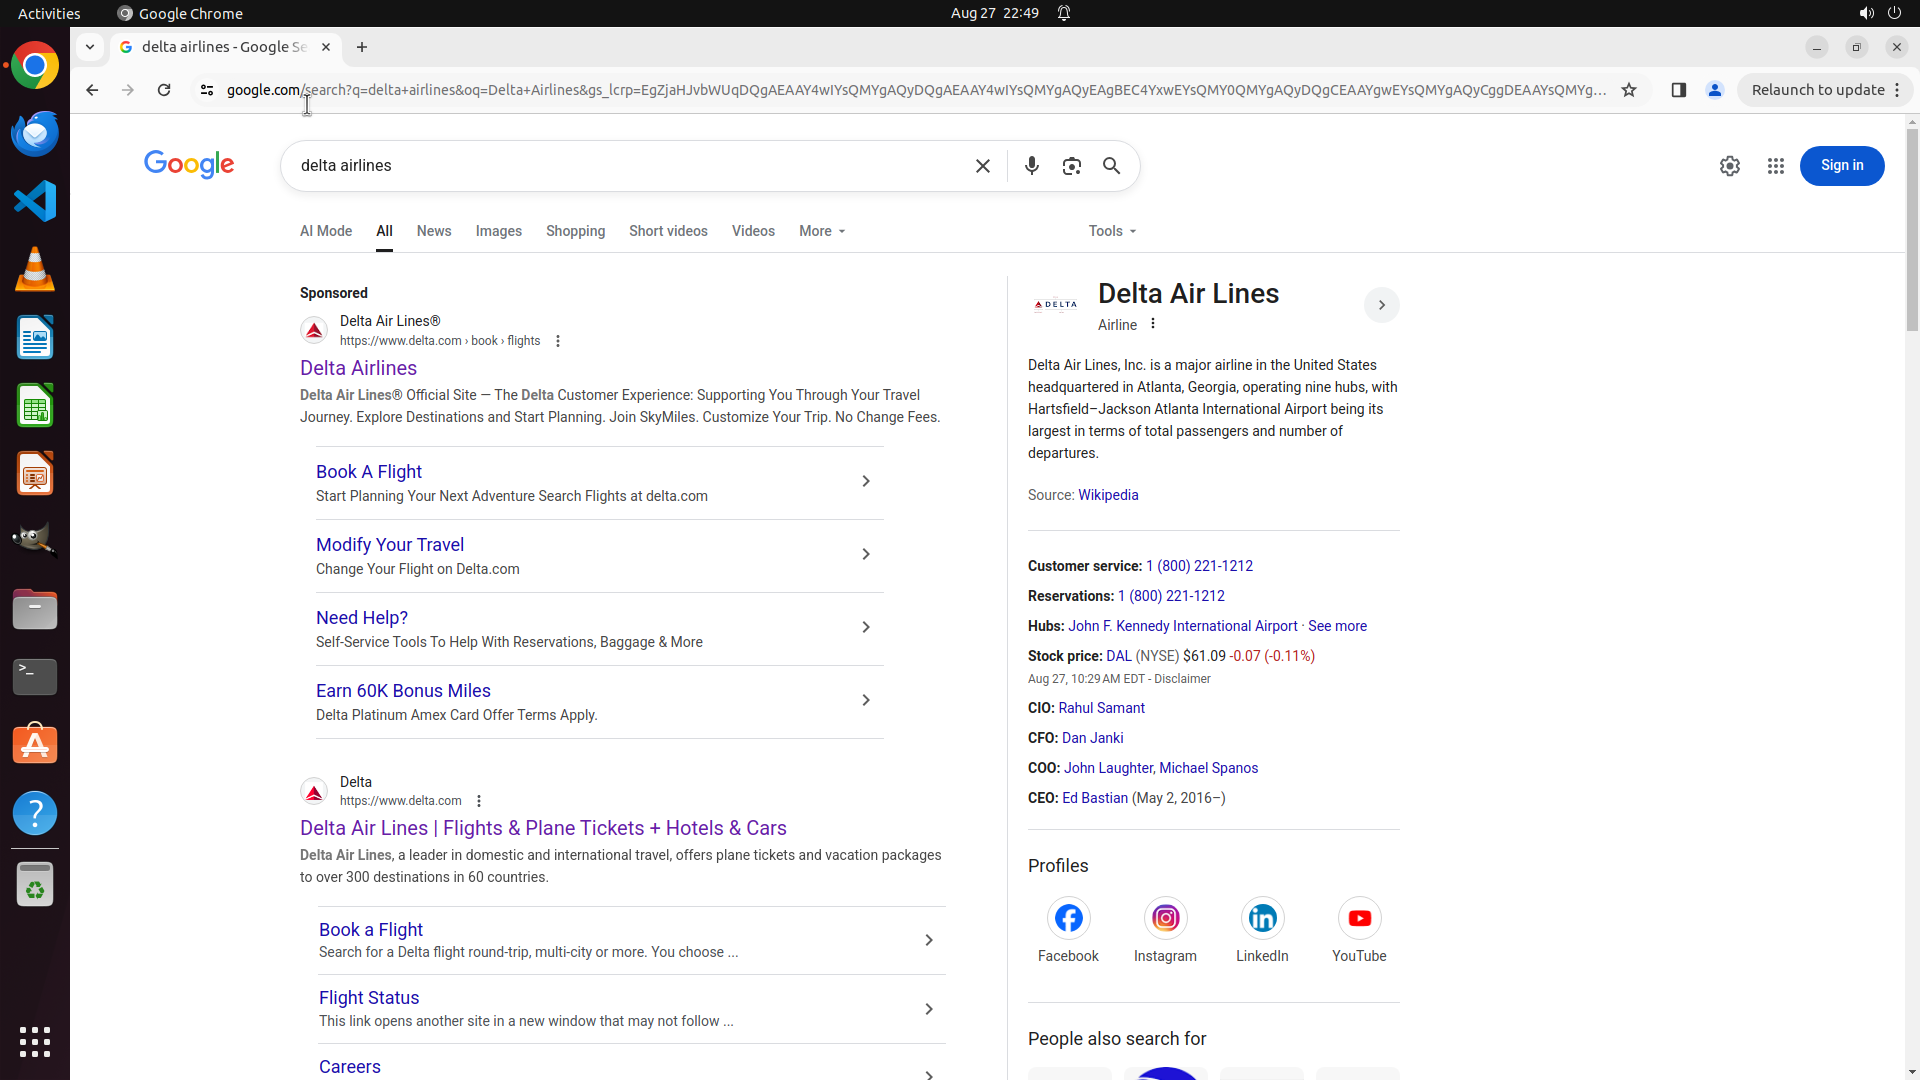 Activities
Google Chrome
Aug 27 22:49
delta airlines - Google Se
google.com/search?q=delta+airlines&oq=Delta+Airlines&gs_lcrp=EgZjaHJvbWUqDQgAEAAY4wIYsQMYgAQyDQgAEAAY4wIYsQMYgAQyEAgBEC4YxwEYsQMY0QMYgAQyDQgCEAAYgwEYsQMYgAQyCggDEAAYsQMYg...
Relaunch to update
Google
delta airlines
Sign in
AI Mode
All
News
Images
Shopping
Short videos
Videos
More
Tools
Sponsored
Delta Air Lines®
https://www.delta.com › book › flights
Delta Airlines
Delta Air Lines® Official Site — The Delta Customer Experience: Supporting You Through Your Travel
Journey. Explore Destinations and Start Planning. Join SkyMiles. Customize Your Trip. No Change Fees.
Book A Flight
Start Planning Your Next Adventure Search Flights at delta.com
Modify Your Travel
Change Your Flight on Delta.com
Need Help?
Self-Service Tools To Help With Reservations, Baggage & More
Earn 60K Bonus Miles
Delta Platinum Amex Card Offer Terms Apply.
Delta
https://www.delta.com
Delta Air Lines | Flights & Plane Tickets + Hotels & Cars
Delta Air Lines, a leader in domestic and international travel, offers plane tickets and vacation packages
to over 300 destinations in 60 countries.
Book a Flight
Search for a Delta flight round-trip, multi-city or more. You choose ...
Flight Status
This link opens another site in a new window that may not follow ...
Careers
DELTA
Delta Air Lines
Airline
Delta Air Lines, Inc. is a major airline in the United States
headquartered in Atlanta, Georgia, operating nine hubs, with
Hartsfield–Jackson Atlanta International Airport being its
largest in terms of total passengers and number of
departures.
Source: Wikipedia
Customer service: 1 (800) 221-1212
Reservations: 1 (800) 221-1212
Hubs: John F. Kennedy International Airport · See more
Stock price: DAL (NYSE) $61.09 -0.07 (-0.11%)
Aug 27, 10:29 AM EDT - Disclaimer
CIO: Rahul Samant
CFO: Dan Janki
COO: John Laughter, Michael Spanos
CEO: Ed Bastian (May 2, 2016–)
Profiles
Facebook
Instagram
LinkedIn
YouTube
People also search for